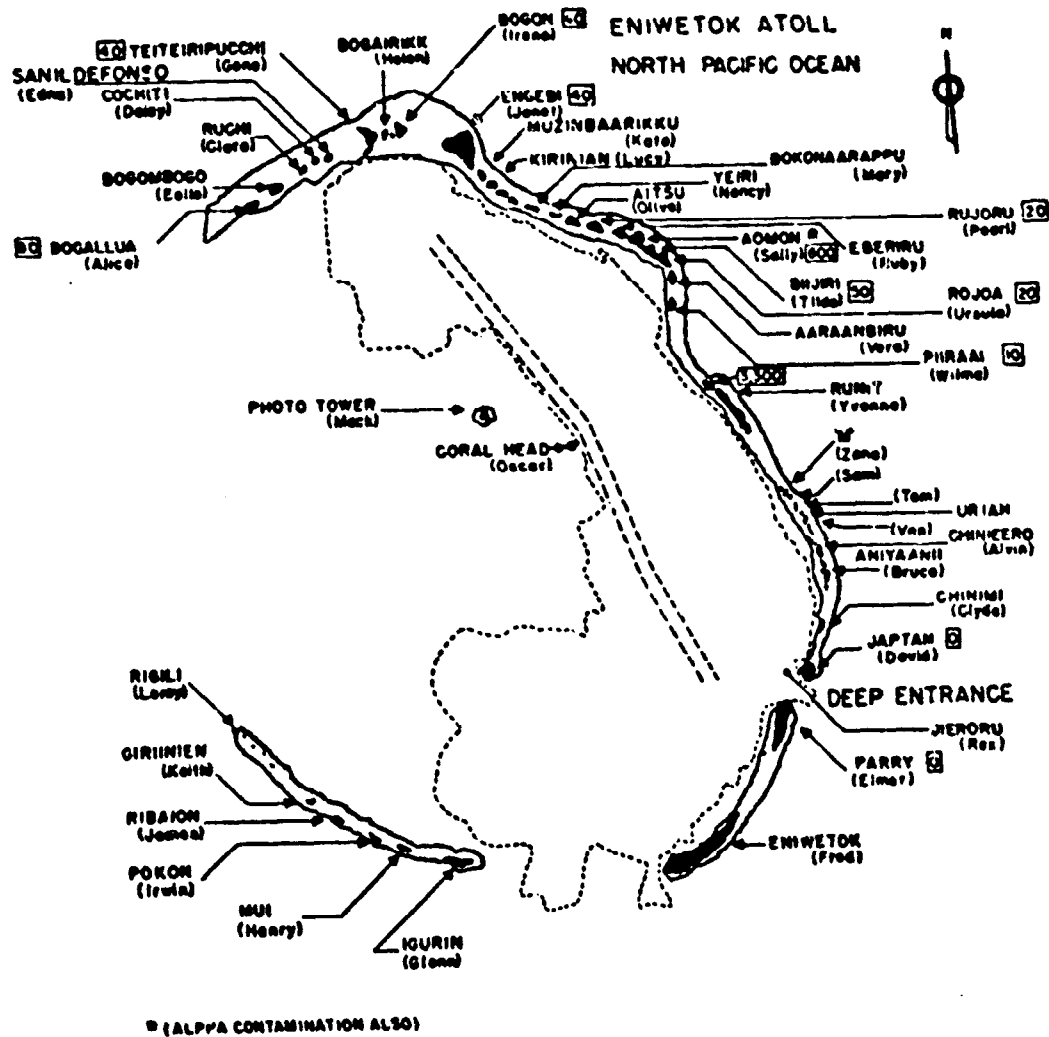 ENIWETOK ATOLL
NORTH PACIFIC OCEAN
N
BOGON 40
(Irene)
BOGAIRIKK
(Helen)
40 TEITEIRIPUCCHI
(Gene)
SANILDEFONSO
(Edna)
COCHITI
(Daisy)
RUCHI
(Clara)
BOGOMBOGO
(Belle)
BOGALLUA
(Alice)
ENGEBI 40
(Janet)
MUZINBAARIKKU
(Kate)
KIRINIAN (Lucy)
BOKONAARAPPU
(Mary)
YEIRI
(Nancy)
AITSU
(Olive)
RUJORU 20
(Pearl)
EBERIRU
(Ruby)
AOMON *
(Sally)
BIIJIRI
(Tilda)
ROJOA 20
(Ursula)
AARAANBIRU
(Vera)
PIIRAAI 10
(Wilma)
RUNIT
(Yvonne)
PHOTO TOWER
(Mack)
CORAL HEAD
(Oscar)
(Zona)
(Sam)
(Tom)
URIAH
(Van)
CHINIEERO
(Alvin)
ANIYAANII
(Bruce)
CHINIMI
(Clyde)
JAPTAN 0
(David)
DEEP ENTRANCE
JIERORU
(Rex)
PARRY 0
(Elmer)
ENIWETOK
(Fred)
RIGILI
(Leroy)
GIRIINIEN
(Keith)
RIBAION
(James)
POKON
(Irwin)
MUI
(Henry)
IGURIN
(Glenn)
* (ALPHA CONTAMINATION ALSO)